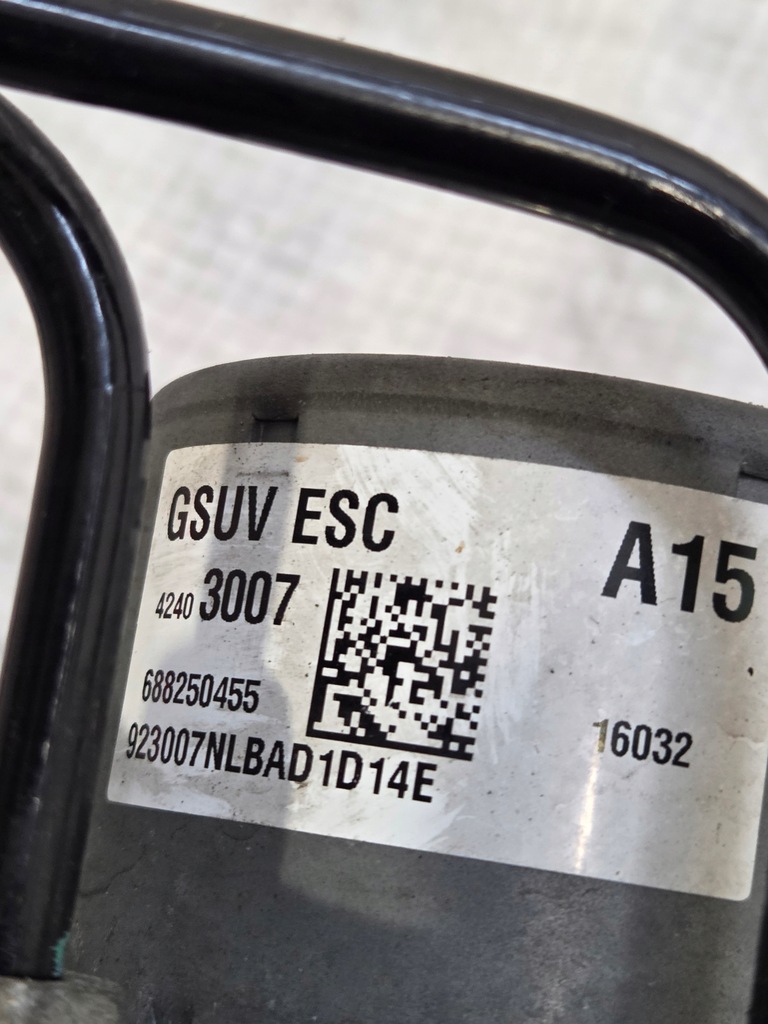 GSUV ESC
A15
4240 3007
688250455
16032
923007NLBAD1D14E